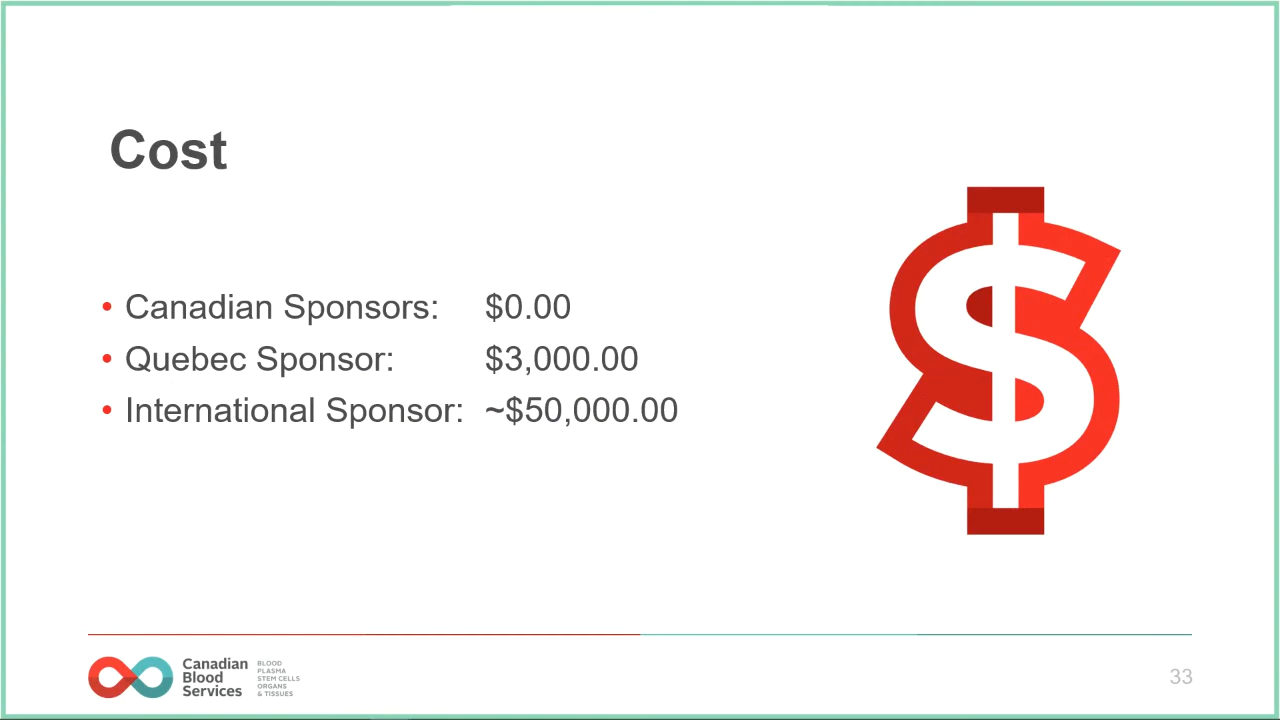 Cost
• Canadian Sponsors: $0.00
• Quebec Sponsor: $3,000.00
• International Sponsor: ~$50,000.00
Canadian
Blood
Services
BLOOD
PLASMA
STEM CELLS
ORGANS
& TISSUES
33